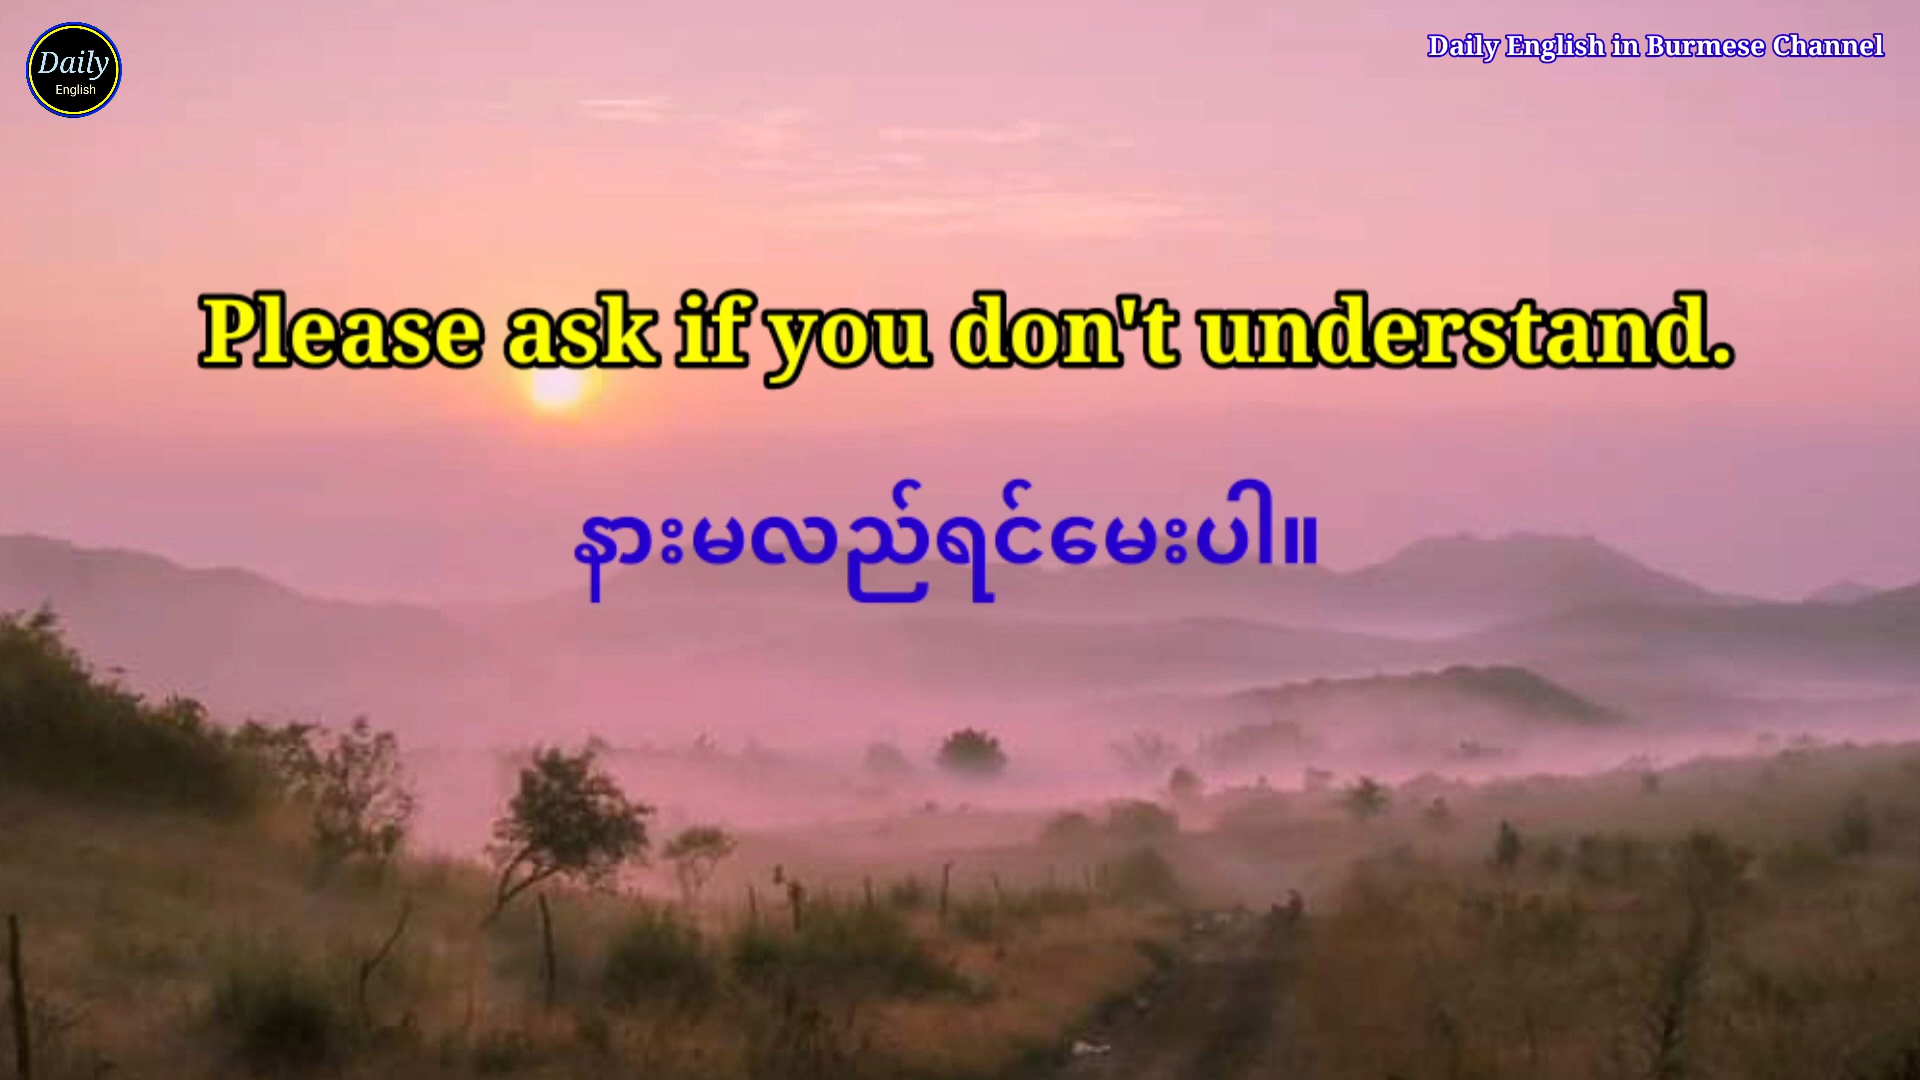 Daily
English
Daily English in Burmese Channel
Please ask if you don't understand.
နားမလည်ရင်မေးပါ။